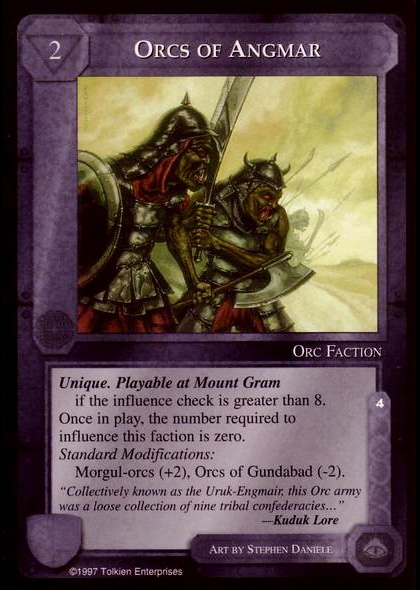 2
ORCS OF ANGMAR
ORC FACTION
Unique. Playable at Mount Gram
if the influence check is greater than 8.
Once in play, the number required to
influence this faction is zero.
Standard Modifications:
Morgul-orcs (+2), Orcs of Gundabad (-2).
4
“Collectively known as the Uruk-Engmair, this Orc army
was a loose collection of nine tribal confederacies...”
—Kuduk Lore
ART BY STEPHEN DANIELE
©1997 Tolkien Enterprises